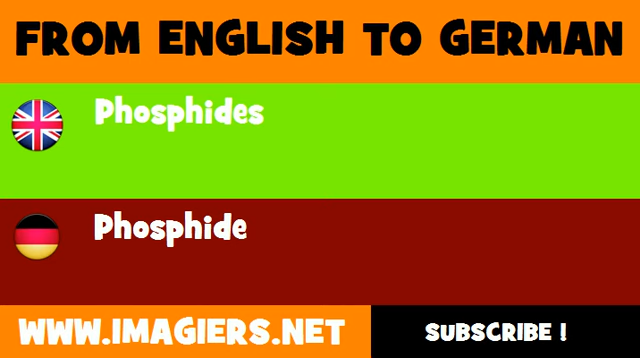 FROM ENGLISH TO GERMAN
Phosphides
Phosphide
WWW.IMAGIERS.NET
SUBSCRIBE !